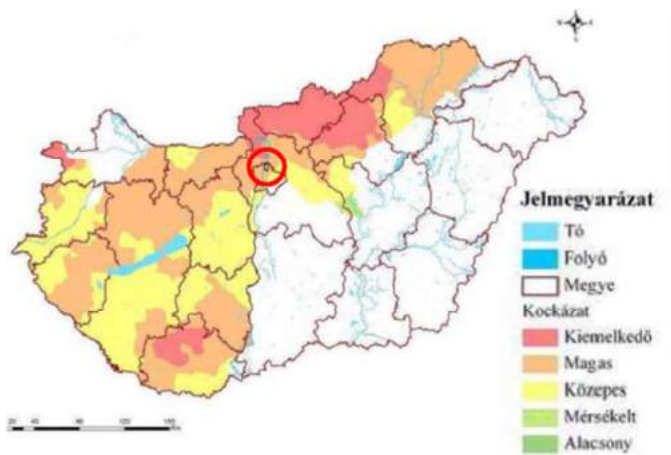 Jelmegyarázat
Tó
Folyó
Megye
Kockázat
Kiemelkedő
Magas
Közepes
Mérsékelt
Alacsony